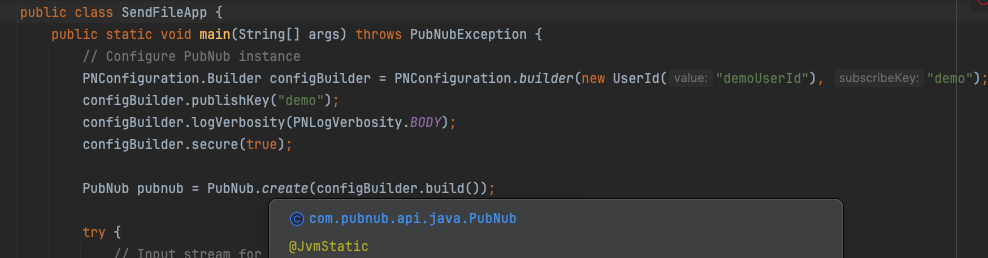 public class SendFileApp {
public static void main(String[] args) throws PubNubException {
// Configure PubNub instance
PNConfiguration.Builder configBuilder = PNConfiguration.builder(new UserId( value: "demoUserId"), subscribeKey: "demo");
configBuilder.publishKey("demo");
configBuilder.logVerbosity(PNLogVerbosity.BODY);
configBuilder.secure(true);
PubNub pubnub = PubNub.create(configBuilder.build());
© com.pubnub.api.java.PubNub
try {
@JvmStatic
// Input stream for